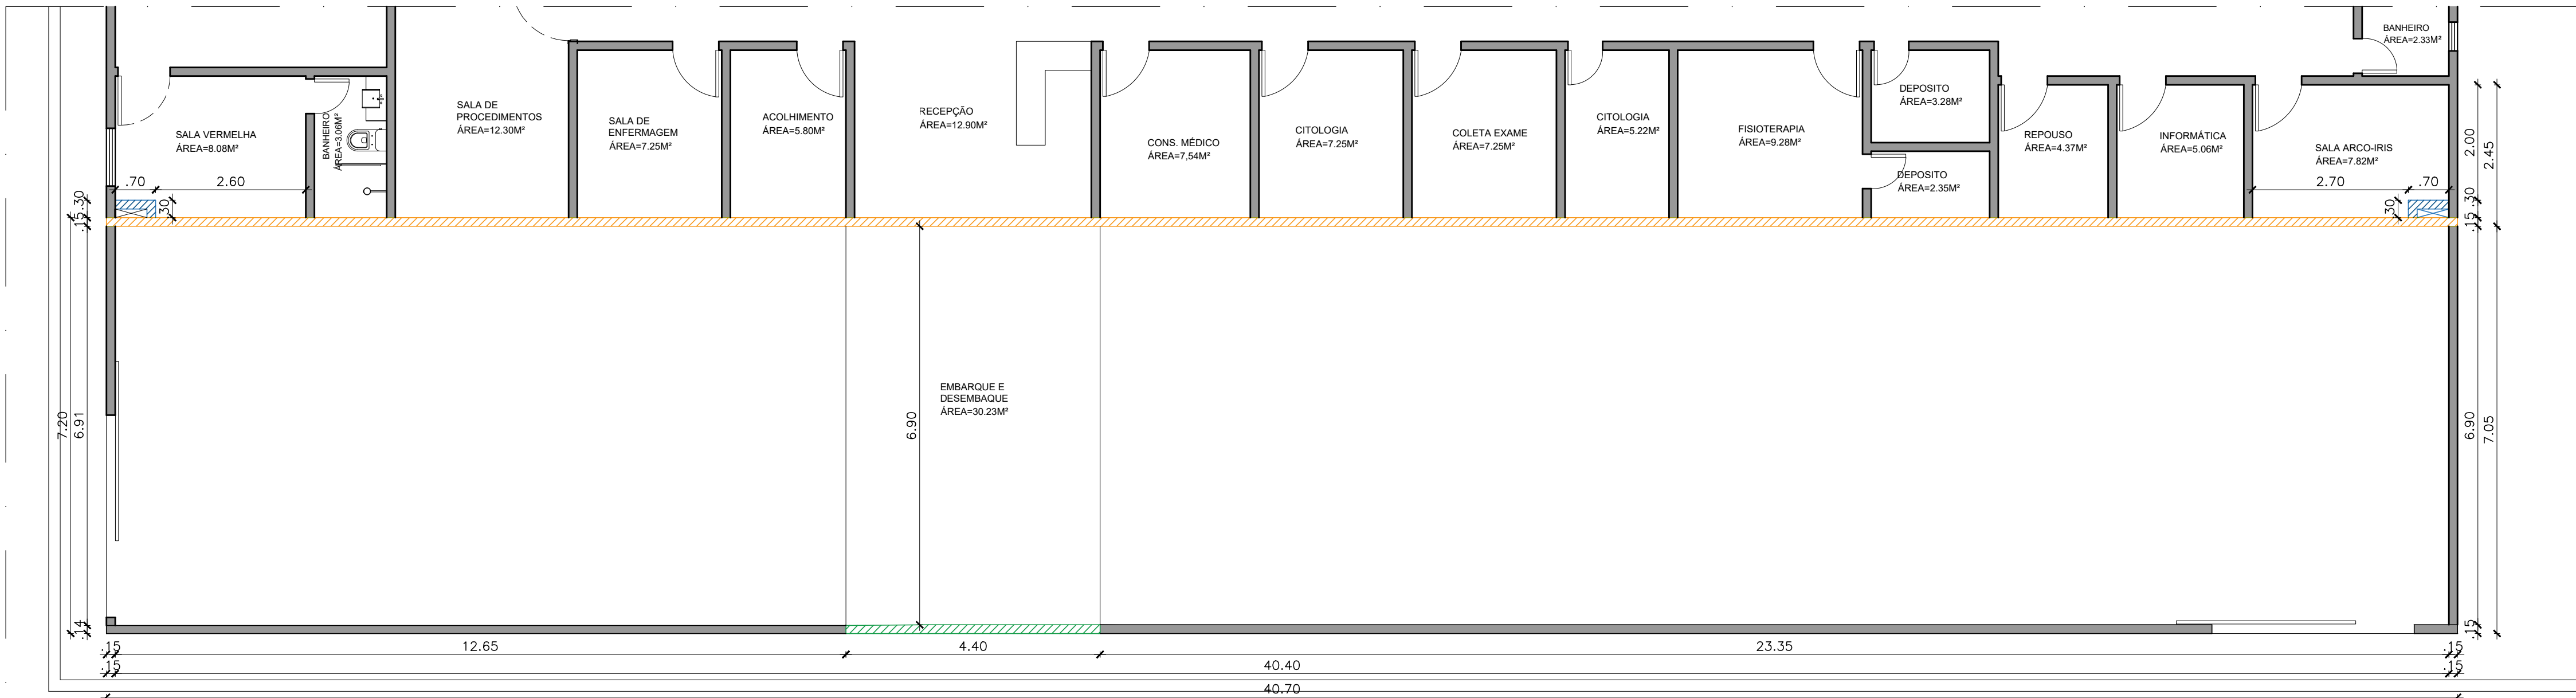 BANHEIRO
ÁREA=2.33M²
SALA VERMELHA
ÁREA=8.08M²
BANHEIRO
ÁREA=3.06M²
SALA DE
PROCEDIMENTOS
ÁREA=12.30M²
SALA DE
ENFERMAGEM
ÁREA=7.25M²
ACOLHIMENTO
ÁREA=5.80M²
RECEPÇÃO
ÁREA=12.90M²
CONS. MÉDICO
ÁREA=7,54M²
CITOLOGIA
ÁREA=7.25M²
COLETA EXAME
ÁREA=7.25M²
CITOLOGIA
ÁREA=5.22M²
FISIOTERAPIA
ÁREA=9.28M²
DEPOSITO
ÁREA=3.28M²
DEPOSITO
ÁREA=2.35M²
REPOUSO
ÁREA=4.37M²
INFORMÁTICA
ÁREA=5.06M²
SALA ARCO-IRIS
ÁREA=7.82M²
.70
2.60
.30
.30
.15
2.70
.70
.30
2.00
2.45
.30
.15
EMBARQUE E
DESEMBAQUE
ÁREA=30.23M²
7.20
6.91
6.90
6.90
7.05
.14
.15
.15
12.65
4.40
23.35
.15
.15
40.40
.15
40.70